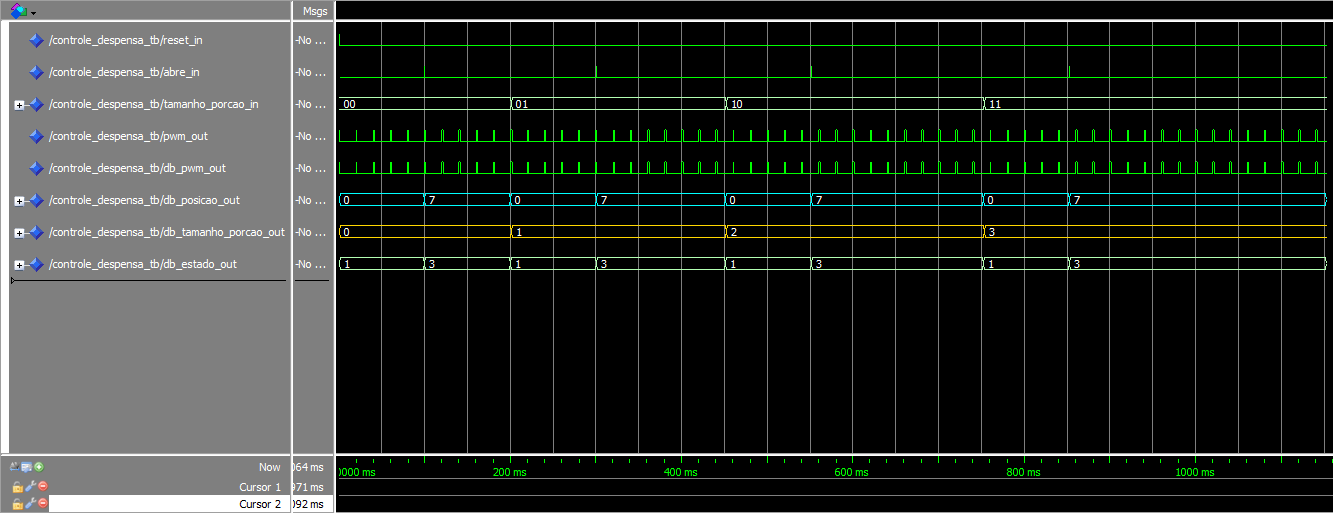 Msgs
/controle_despensa_tb/reset_in -No ...
/controle_despensa_tb/abre_in -No ...
/controle_despensa_tb/tamanho_porcao_in -No ... 00 01 10 11
/controle_despensa_tb/pwm_out -No ...
/controle_despensa_tb/db_pwm_out -No ...
/controle_despensa_tb/db_posicao_out -No ... 0 7 0 7 0 7 0 7
/controle_despensa_tb/db_tamanho_porcao_out -No ... 0 1 2 3
/controle_despensa_tb/db_estado_out -No ... 1 3 1 3 1 3 1 3
Now 064 ms 0000 ms 200 ms 400 ms 600 ms 800 ms 1000 ms
Cursor 1 971 ms
Cursor 2 092 ms